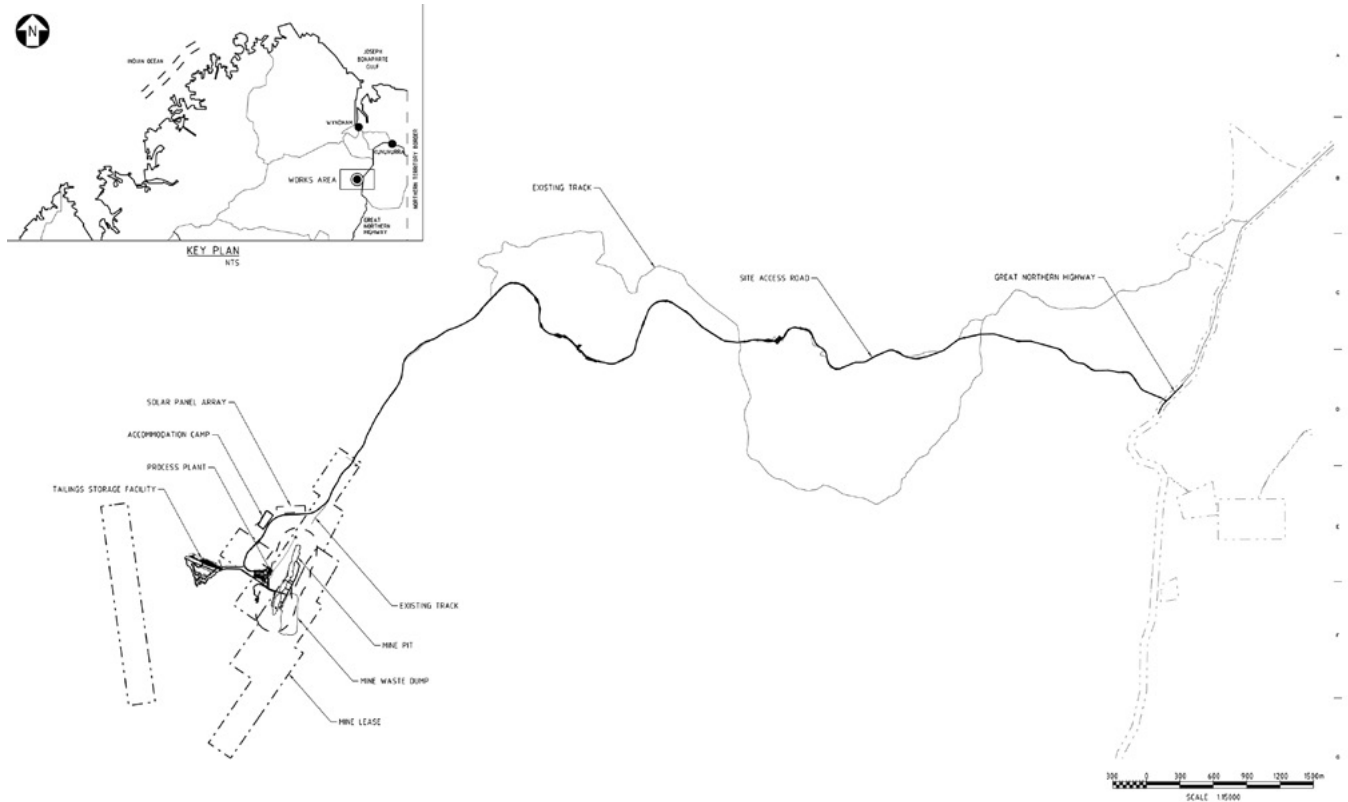 N
INDIAN OCEAN
JOSEPH
BONAPARTE
GULF
WYNDHAM
KUNUNURRA
WORKS AREA
NORTHERN TERRITORY BORDER
GREAT
NORTHERN
HIGHWAY
KEY PLAN
NTS
EXISTING TRACK
SITE ACCESS ROAD
GREAT NORTHERN HIGHWAY
SOLAR PANEL ARRAY
ACCOMMODATION CAMP
PROCESS PLANT
TAILINGS STORAGE FACILITY
EXISTING TRACK
MINE PIT
MINE WASTE DUMP
MINE LEASE
A
B
C
D
E
F
G
300 0 300 600 900 1200 1500m
SCALE 1:15000